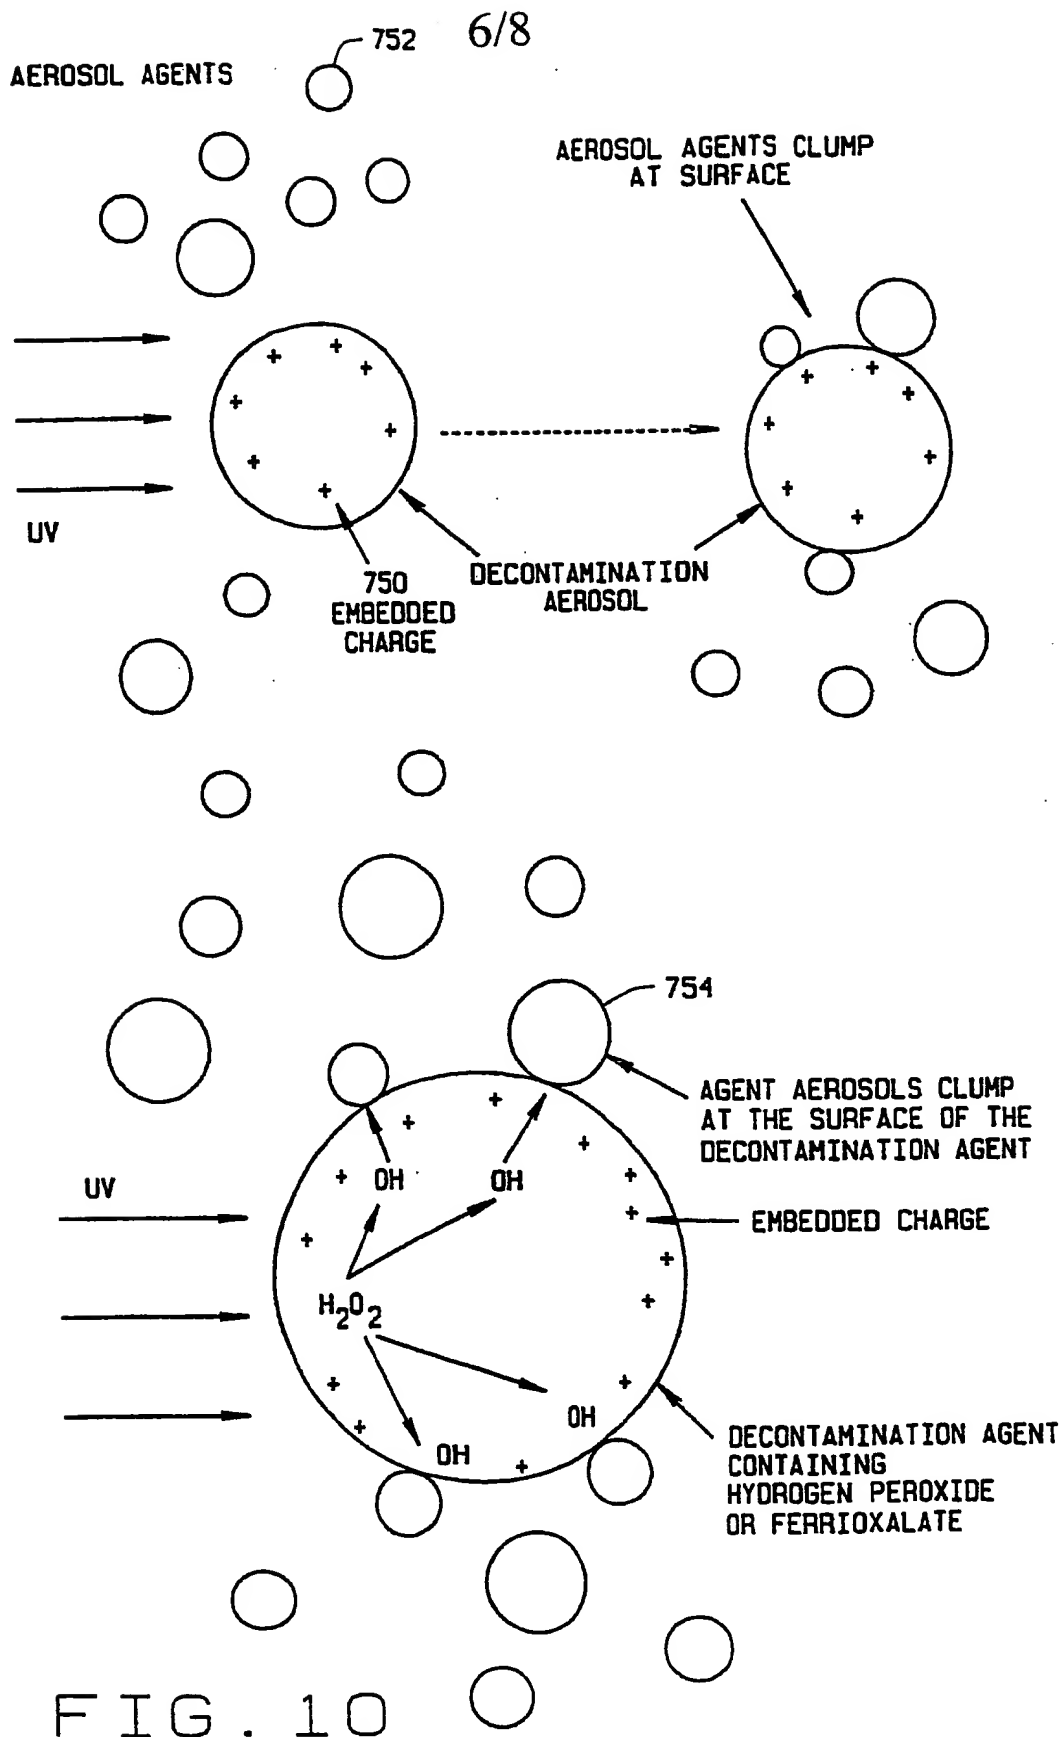 6/8
752
AEROSOL AGENTS
AEROSOL AGENTS CLUMP
AT SURFACE
+ + + + + + +
+ + + + + + +
UV
750
EMBEDDED
CHARGE
DECONTAMINATION
AEROSOL
754
AGENT AEROSOLS CLUMP
AT THE SURFACE OF THE
DECONTAMINATION AGENT
UV
OH
OH
EMBEDDED CHARGE
H₂O₂
+ + + + + + + + + + + + +
OH
OH
DECONTAMINATION AGENT
CONTAINING
HYDROGEN PEROXIDE
OR FERRIOXALATE
FIG. 10